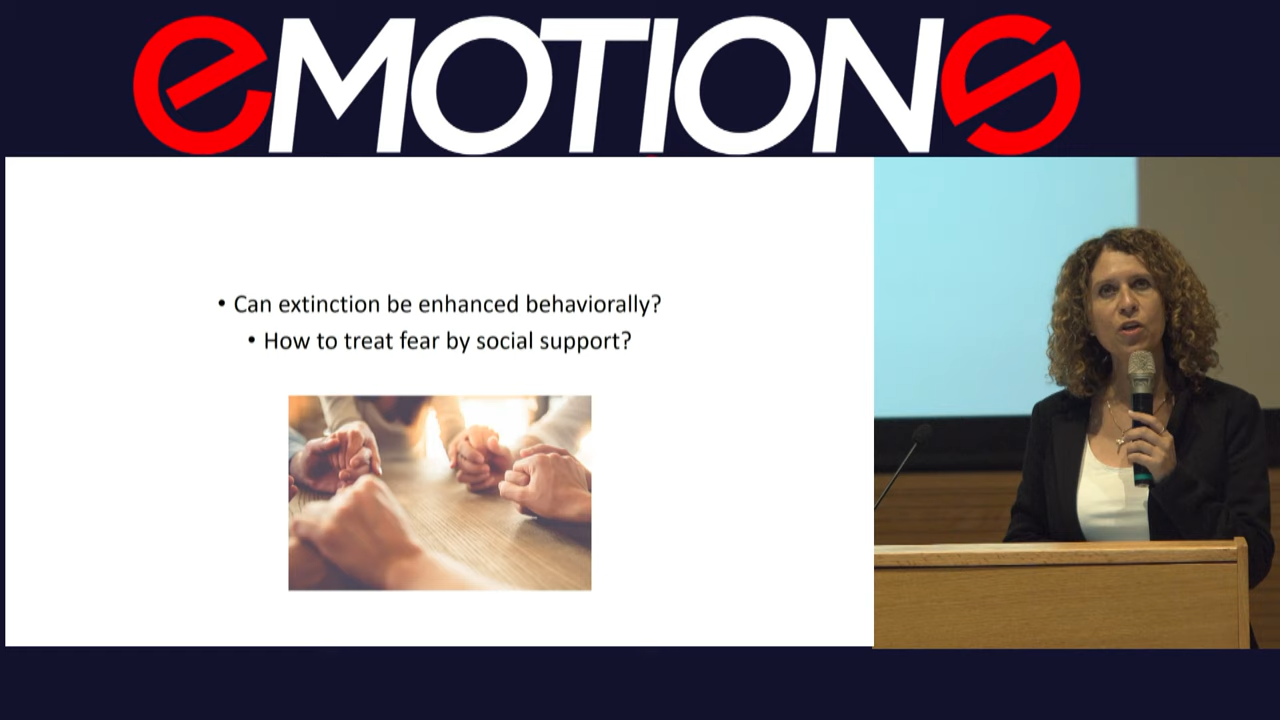 eMOTIONS
• Can extinction be enhanced behaviorally?
• How to treat fear by social support?